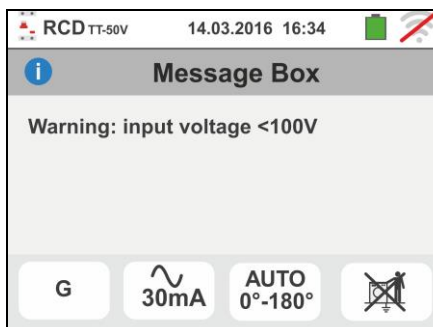 RCD TT-50V 14.03.2016 16:34
i Message Box
Warning: input voltage <100V
G 30mA AUTO 0°-180°